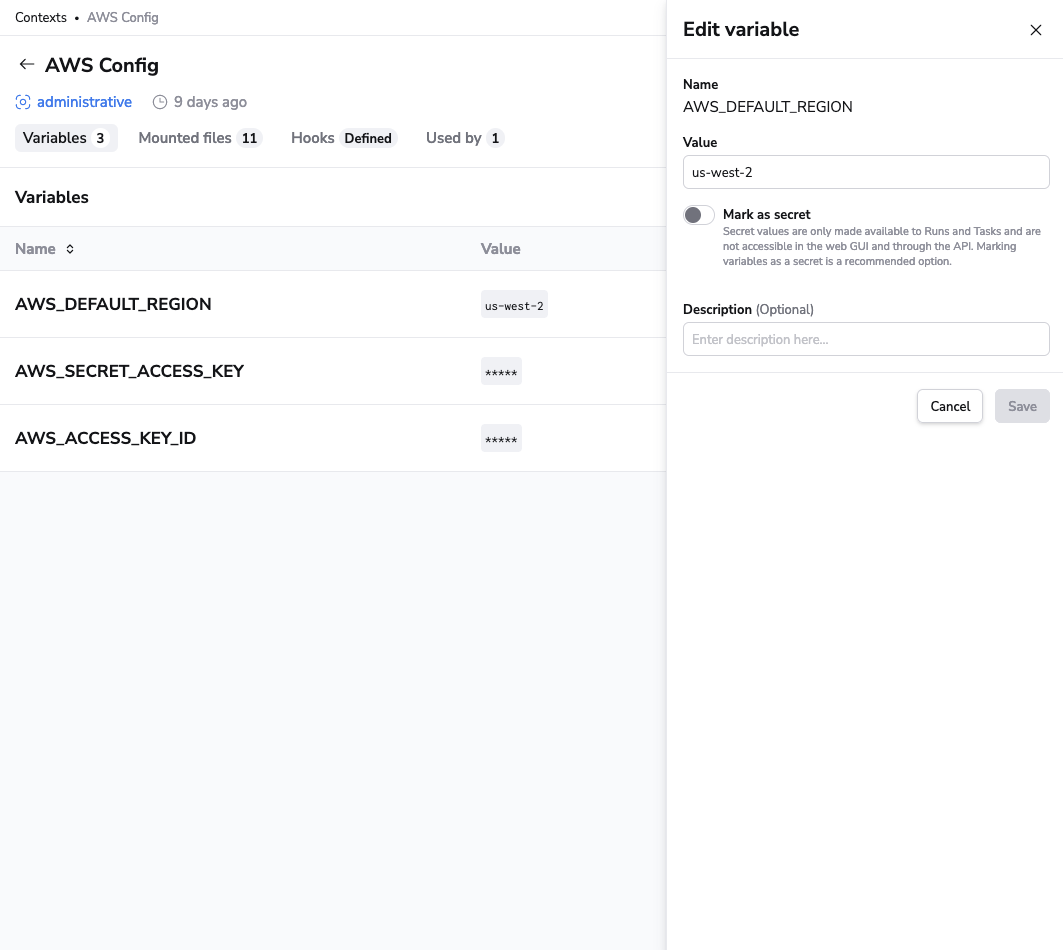 Contexts • AWS Config
AWS Config
administrative 9 days ago
Variables 3 Mounted files 11 Hooks Defined Used by 1
Variables
Name Value
AWS_DEFAULT_REGION us-west-2
AWS_SECRET_ACCESS_KEY *****
AWS_ACCESS_KEY_ID *****
Edit variable
Name
AWS_DEFAULT_REGION
Value
us-west-2
Mark as secret
Secret values are only made available to Runs and Tasks and are
not accessible in the web GUI and through the API. Marking
variables as a secret is a recommended option.
Description (Optional)
Enter description here...
Cancel Save